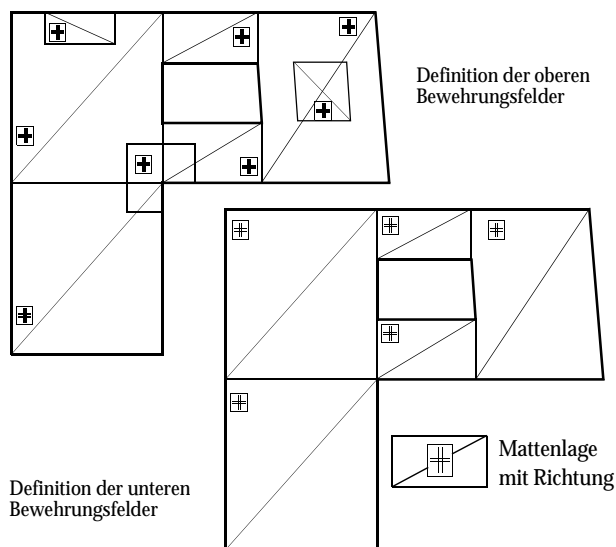 Definition der oberen
Bewehrungsfelder
Mattenlage
mit Richtung
Definition der unteren
Bewehrungsfelder